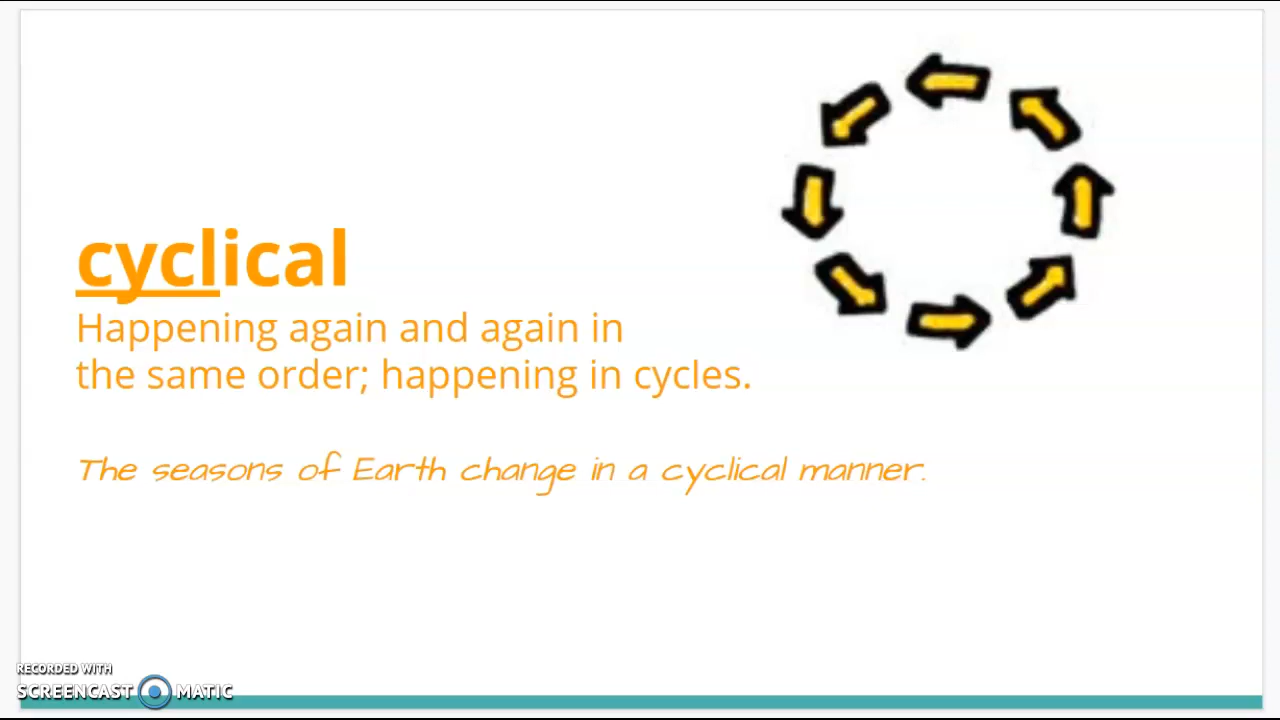 cyclical
Happening again and again in
the same order; happening in cycles.
The seasons of Earth change in a cyclical manner.
RECORDED WITH
SCREENCAST MATIC